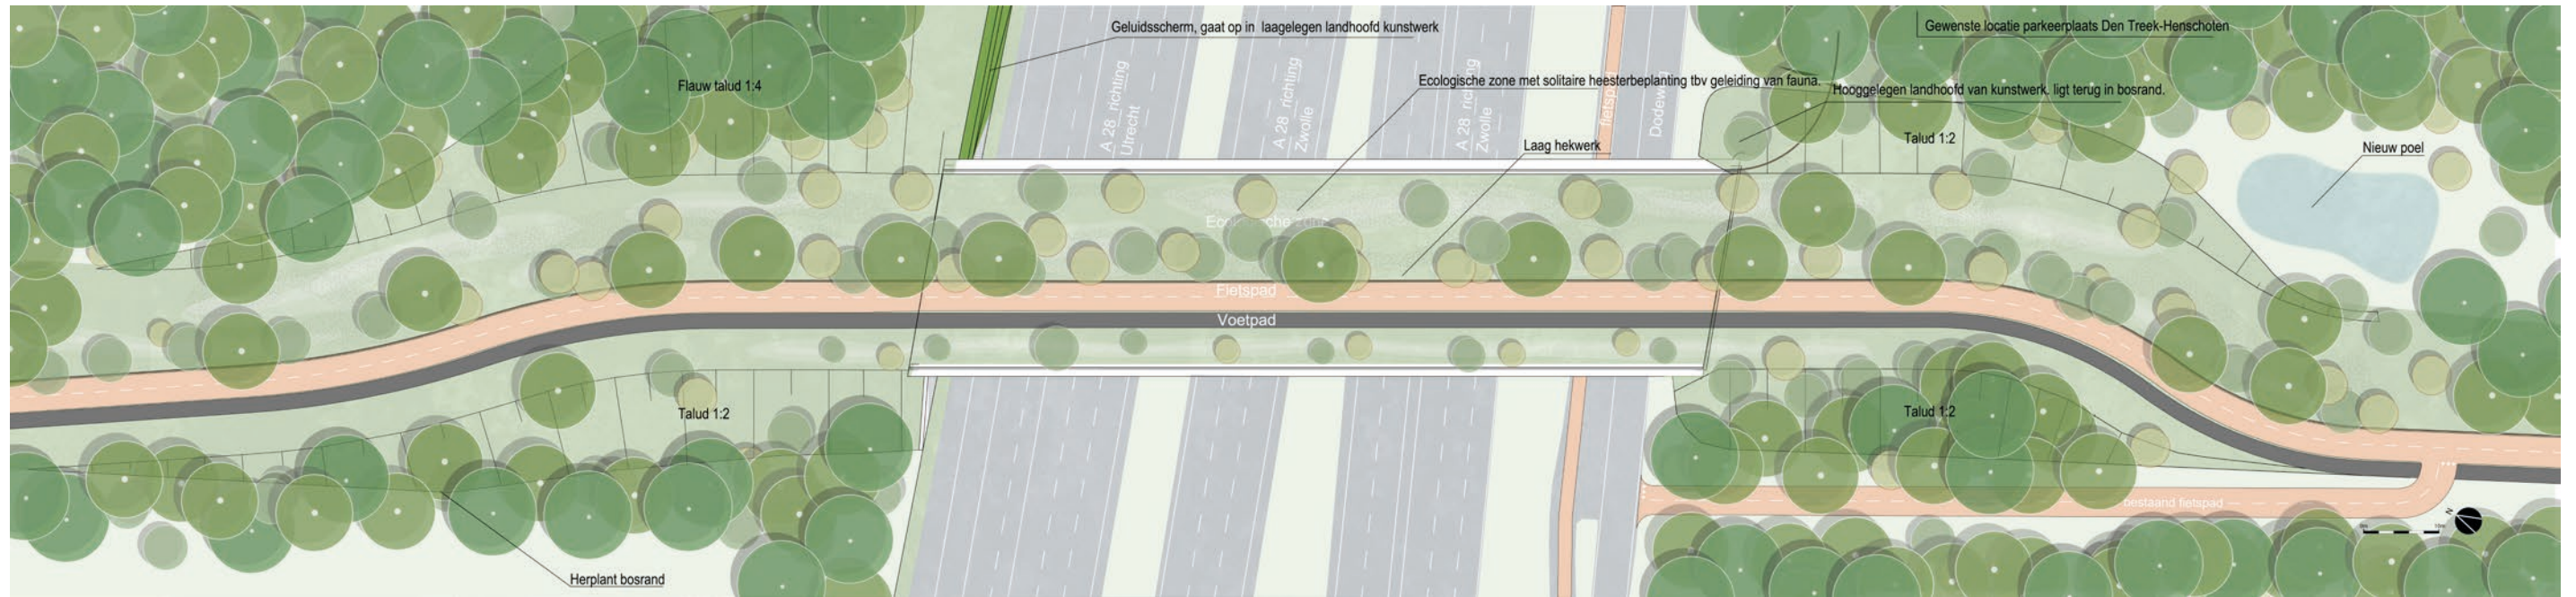 Geluidsscherm, gaat op in laagelegen landhoofd kunstwerk
Gewenste locatie parkeerplaats Den Treek-Henschoten
Flauw talud 1:4
Ecologische zone met solitaire heesterbeplanting tbv geleiding van fauna.
Hooggelegen landhoofd van kunstwerk. ligt terug in bosrand.
A 28 richting
Utrecht
A 28 richting
Zwolle
A 28 richting
Zwolle
Laag hekwerk
Talud 1:2
Nieuw poel
Fietspad
Voetpad
Talud 1:2
Talud 1:2
bestaand fietspad
Herplant bosrand
N